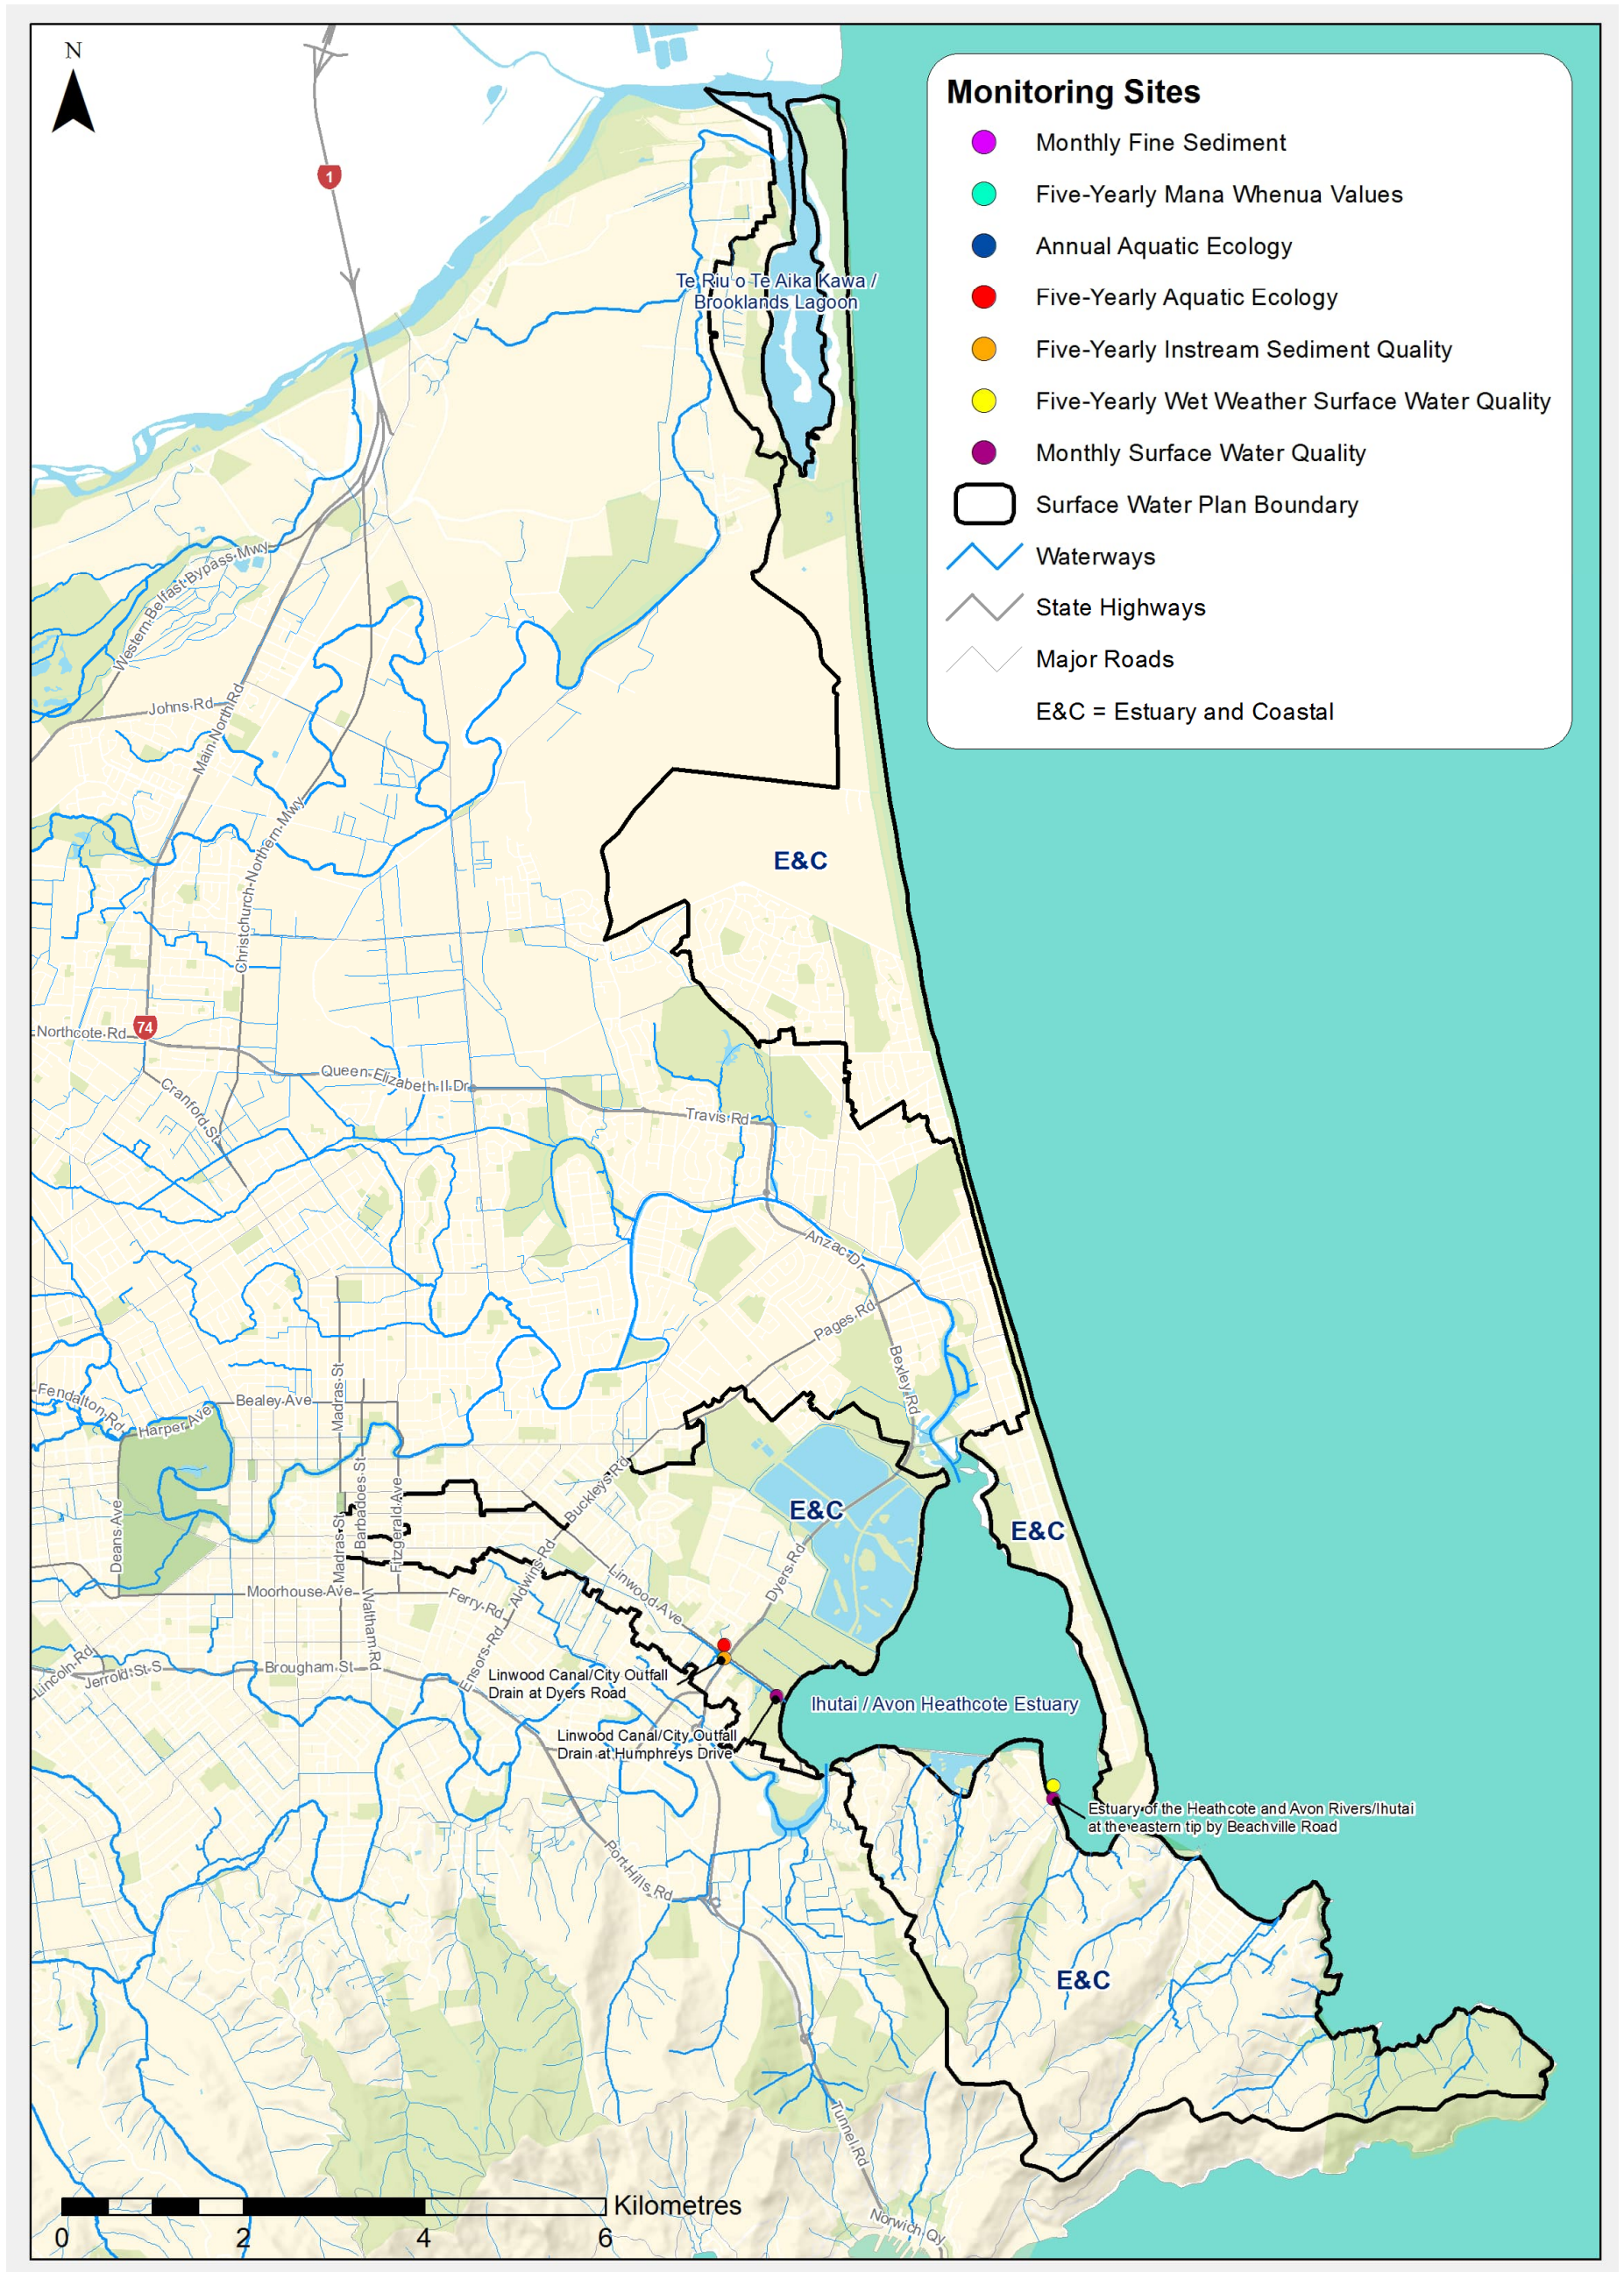 N
Monitoring Sites
Monthly Fine Sediment
Five-Yearly Mana Whenua Values
Annual Aquatic Ecology
Five-Yearly Aquatic Ecology
Five-Yearly Instream Sediment Quality
Five-Yearly Wet Weather Surface Water Quality
Monthly Surface Water Quality
Surface Water Plan Boundary
Waterways
State Highways
Major Roads
E&C = Estuary and Coastal
1
Te Riu o Te Aika Kawa /
Brooklands Lagoon
Western Belfast Bypass Mwy
Johns Rd
Main North Rd
Christchurch-Northern Mwy
E&C
Northcote Rd
74
Cranford St
Queen Elizabeth II Dr
Travis Rd
Anzac Dr
Pages Rd
Bexley Rd
Fendalton Rd
Harper Ave
Bealey Ave
Madras St
Deans Ave
Madras St
Barbadoes St
Fitzgerald Ave
Buckleys Rd
E&C
E&C
Moorhouse Ave
Waltham Rd
Ferry Rd
Aldwins Rd
Linwood Ave
Dyers Rd
Lincoln Rd
Jerrold St S
Brougham St
Ensors Rd
Linwood Canal/City Outfall
Drain at Dyers Road
Ihutai / Avon Heathcote Estuary
Linwood Canal/City Outfall
Drain at Humphreys Drive
Estuary of the Heathcote and Avon Rivers/Ihutai
at the eastern tip by Beachville Road
Port Hills Rd
E&C
Tunnel Rd
Norwich Qy
Kilometres
0 2 4 6